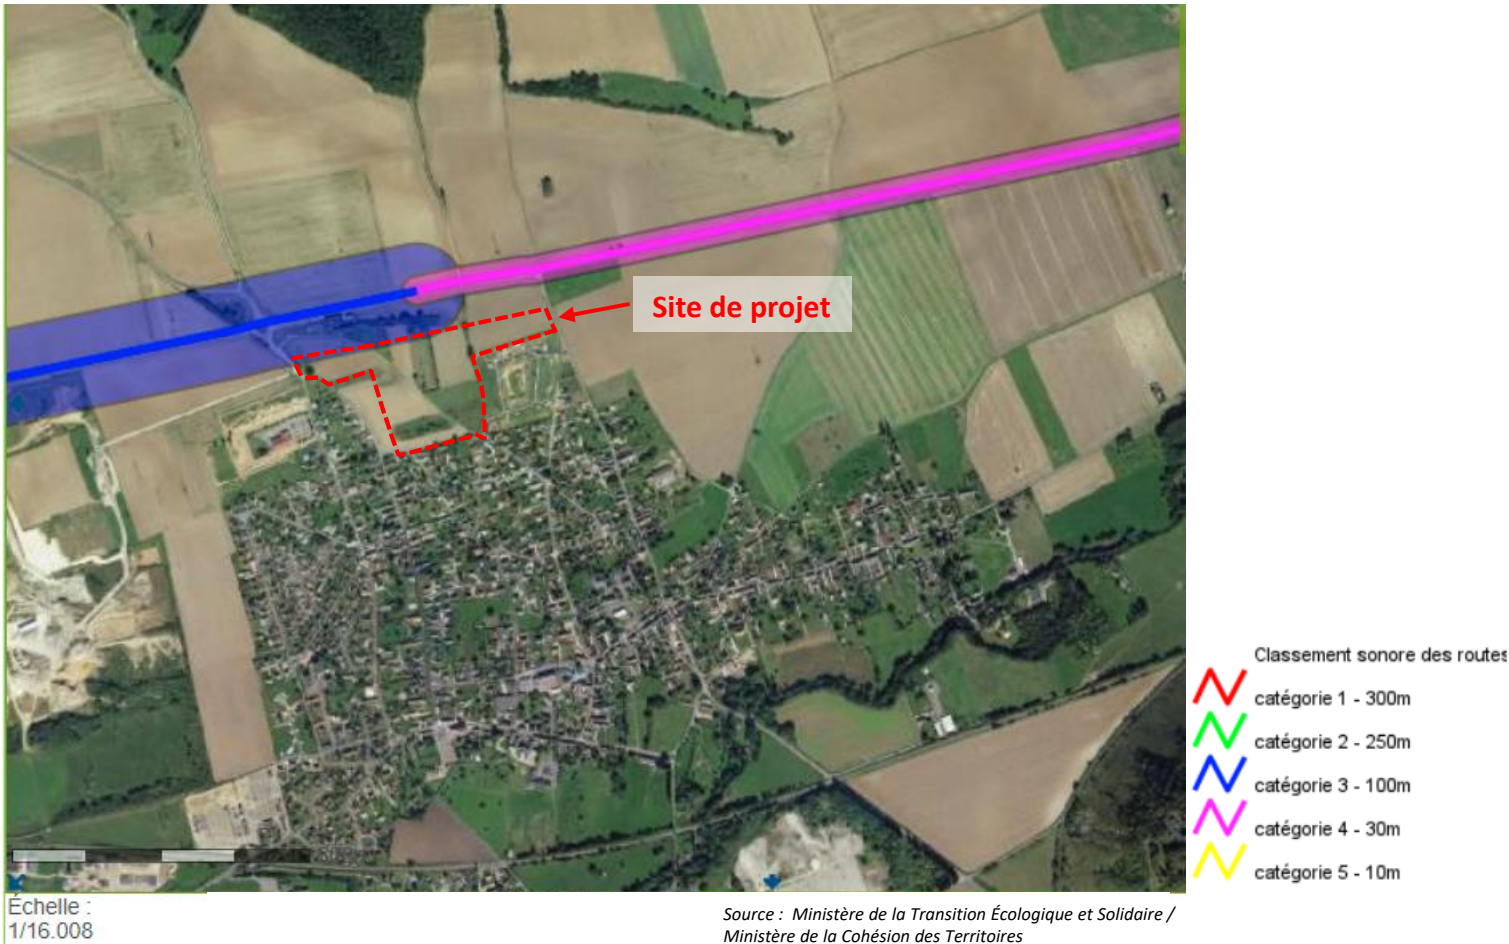 Site de projet
Classement sonore des routes
catégorie 1 - 300m
catégorie 2 - 250m
catégorie 3 - 100m
catégorie 4 - 30m
catégorie 5 - 10m
Échelle :
1/16.008
Source : Ministère de la Transition Écologique et Solidaire /
Ministère de la Cohésion des Territoires